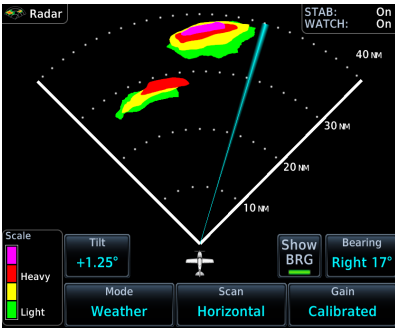 Radar
STAB: On
WATCH: On
40 NM
30 NM
20 NM
10 NM
Scale
Heavy
Light
Tilt
+1.25°
Show
BRG
Bearing
Right 17°
Mode
Weather
Scan
Horizontal
Gain
Calibrated